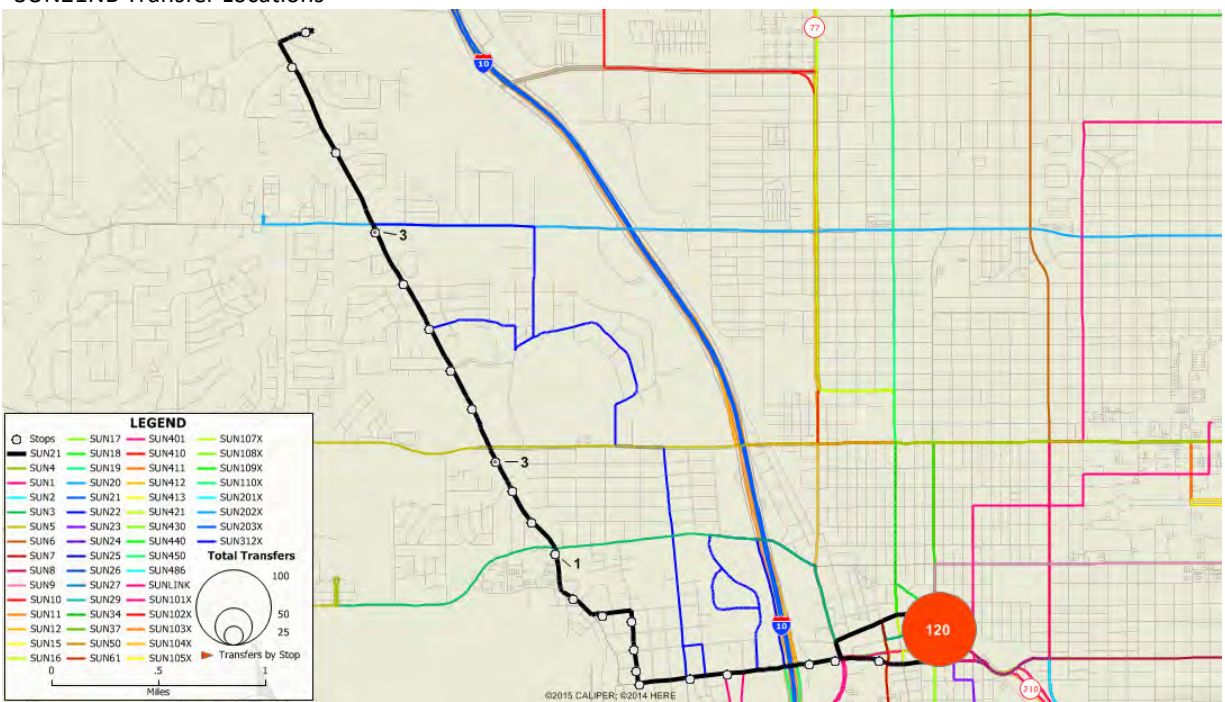 SUN21ND Transfer Locations
77
10
3
3
1
LEGEND
Stops SUN17 SUN401 SUN107X
SUN21 SUN18 SUN410 SUN108X
SUN4 SUN19 SUN411 SUN109X
SUN1 SUN20 SUN412 SUN110X
SUN2 SUN21 SUN413 SUN201X
SUN3 SUN22 SUN421 SUN202X
SUN5 SUN23 SUN430 SUN203X
SUN6 SUN24 SUN440 SUN312X
SUN7 SUN25 SUN450
SUN8 SUN26 SUN486
SUN9 SUN27 SUNLINK
SUN10 SUN29 SUN101X
SUN11 SUN34 SUN102X
SUN12 SUN37 SUN103X
SUN15 SUN50 SUN104X
SUN16 SUN61 SUN105X
Total Transfers
100
50
25
Transfers by Stop
0 .5 1
Miles
10
120
210
©2015 CALIPER; ©2014 HERE